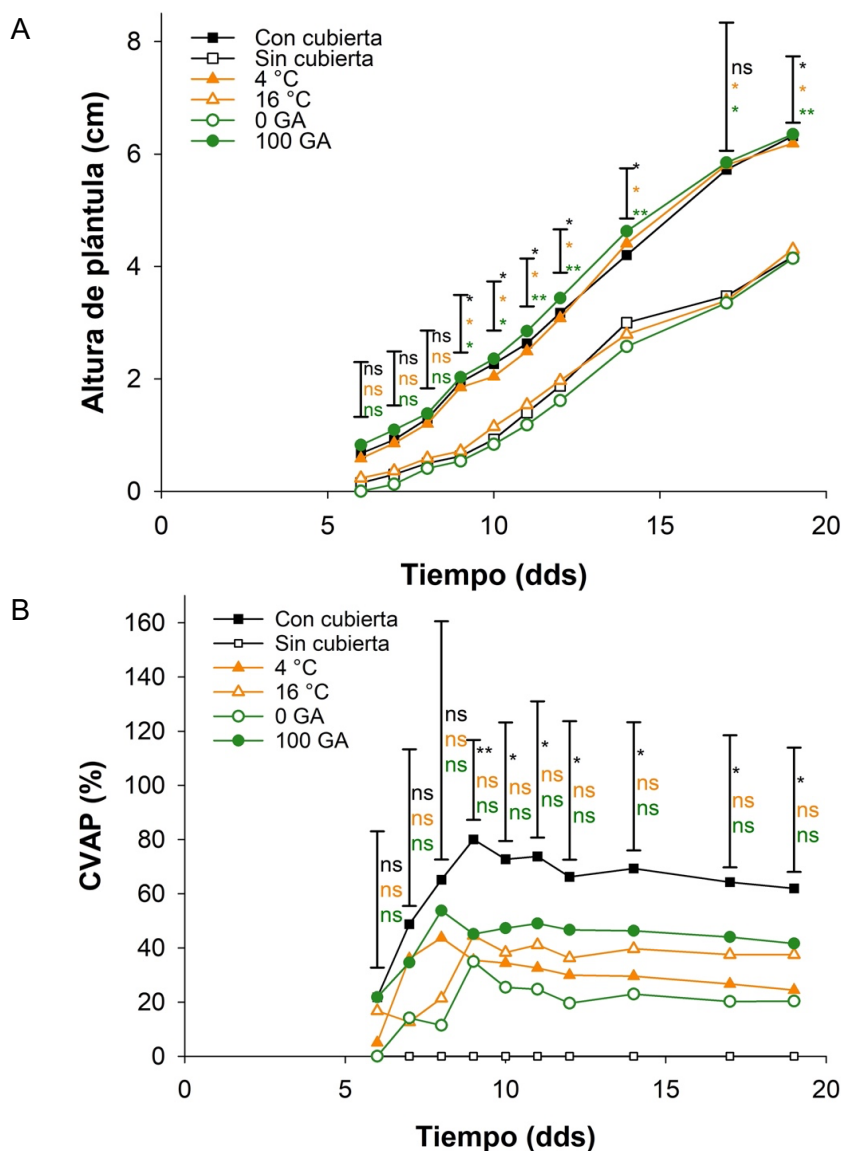 A
Altura de plántula (cm)
8
6
4
2
0
Con cubierta
Sin cubierta
4 °C
16 °C
0 GA
100 GA
ns
ns
ns
ns
ns
ns
ns
ns
ns
*
*
*
*
*
*
*
*
**
*
*
**
*
*
**
ns
*
*
*
*
**
0
5
10
15
20
Tiempo (dds)
B
CVAP (%)
160
140
120
100
80
60
40
20
0
Con cubierta
Sin cubierta
4 °C
16 °C
0 GA
100 GA
ns
ns
ns
ns
ns
ns
ns
ns
ns
**
ns
ns
*
ns
ns
*
ns
ns
*
ns
ns
*
ns
ns
*
ns
ns
*
ns
ns
0
5
10
15
20
Tiempo (dds)